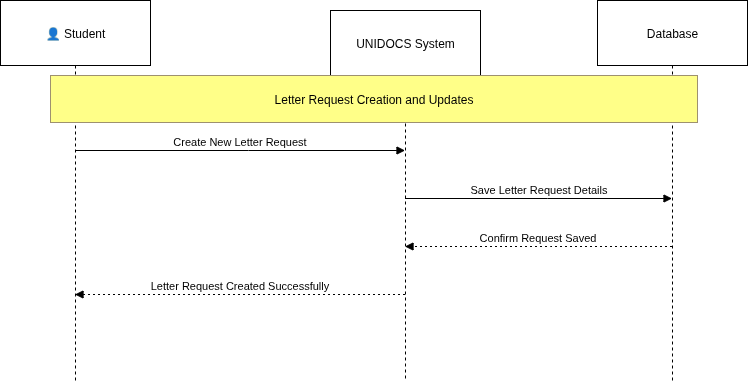 👤 Student
UNIDOCS System
Database
Letter Request Creation and Updates
Create New Letter Request
Save Letter Request Details
Confirm Request Saved
Letter Request Created Successfully